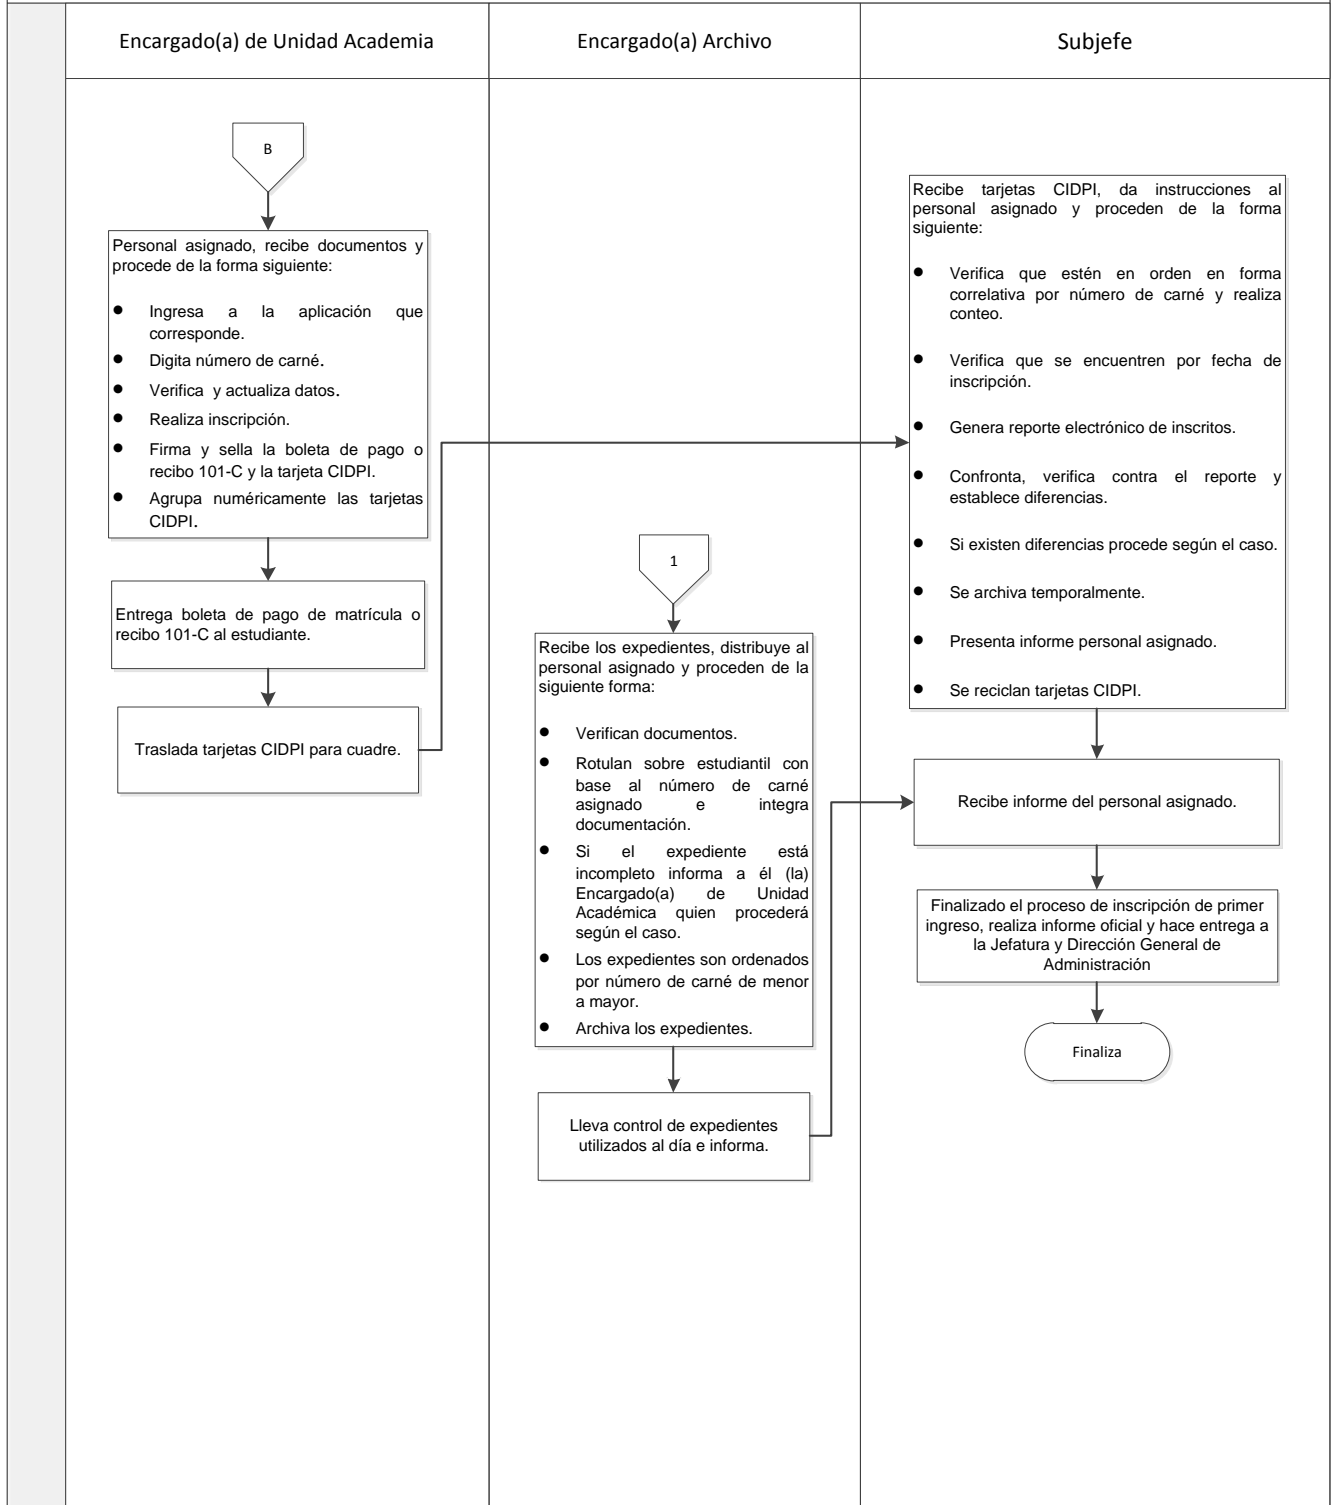 Encargado(a) de Unidad Academia
Encargado(a) Archivo
Subjefe
B
Personal asignado, recibe documentos y
procede de la forma siguiente:
● Ingresa a la aplicación que
corresponde.
● Digita número de carné.
● Verifica y actualiza datos.
● Realiza inscripción.
● Firma y sella la boleta de pago o
recibo 101-C y la tarjeta CIDPI.
● Agrupa numéricamente las tarjetas
CIDPI.
Entrega boleta de pago de matrícula o
recibo 101-C al estudiante.
Traslada tarjetas CIDPI para cuadre.
1
Recibe los expedientes, distribuye al
personal asignado y proceden de la
siguiente forma:
● Verifican documentos.
● Rotulan sobre estudiantil con
base al número de carné
asignado e integra
documentación.
● Si el expediente está
incompleto informa a él (la)
Encargado(a) de Unidad
Académica quien procederá
según el caso.
● Los expedientes son ordenados
por número de carné de menor
a mayor.
● Archiva los expedientes.
Lleva control de expedientes
utilizados al día e informa.
Recibe tarjetas CIDPI, da instrucciones al
personal asignado y proceden de la forma
siguiente:
● Verifica que estén en orden en forma
correlativa por número de carné y realiza
conteo.
● Verifica que se encuentren por fecha de
inscripción.
● Genera reporte electrónico de inscritos.
● Confronta, verifica contra el reporte y
establece diferencias.
● Si existen diferencias procede según el caso.
● Se archiva temporalmente.
● Presenta informe personal asignado.
● Se reciclan tarjetas CIDPI.
Recibe informe del personal asignado.
Finalizado el proceso de inscripción de primer
ingreso, realiza informe oficial y hace entrega a
la Jefatura y Dirección General de
Administración
Finaliza